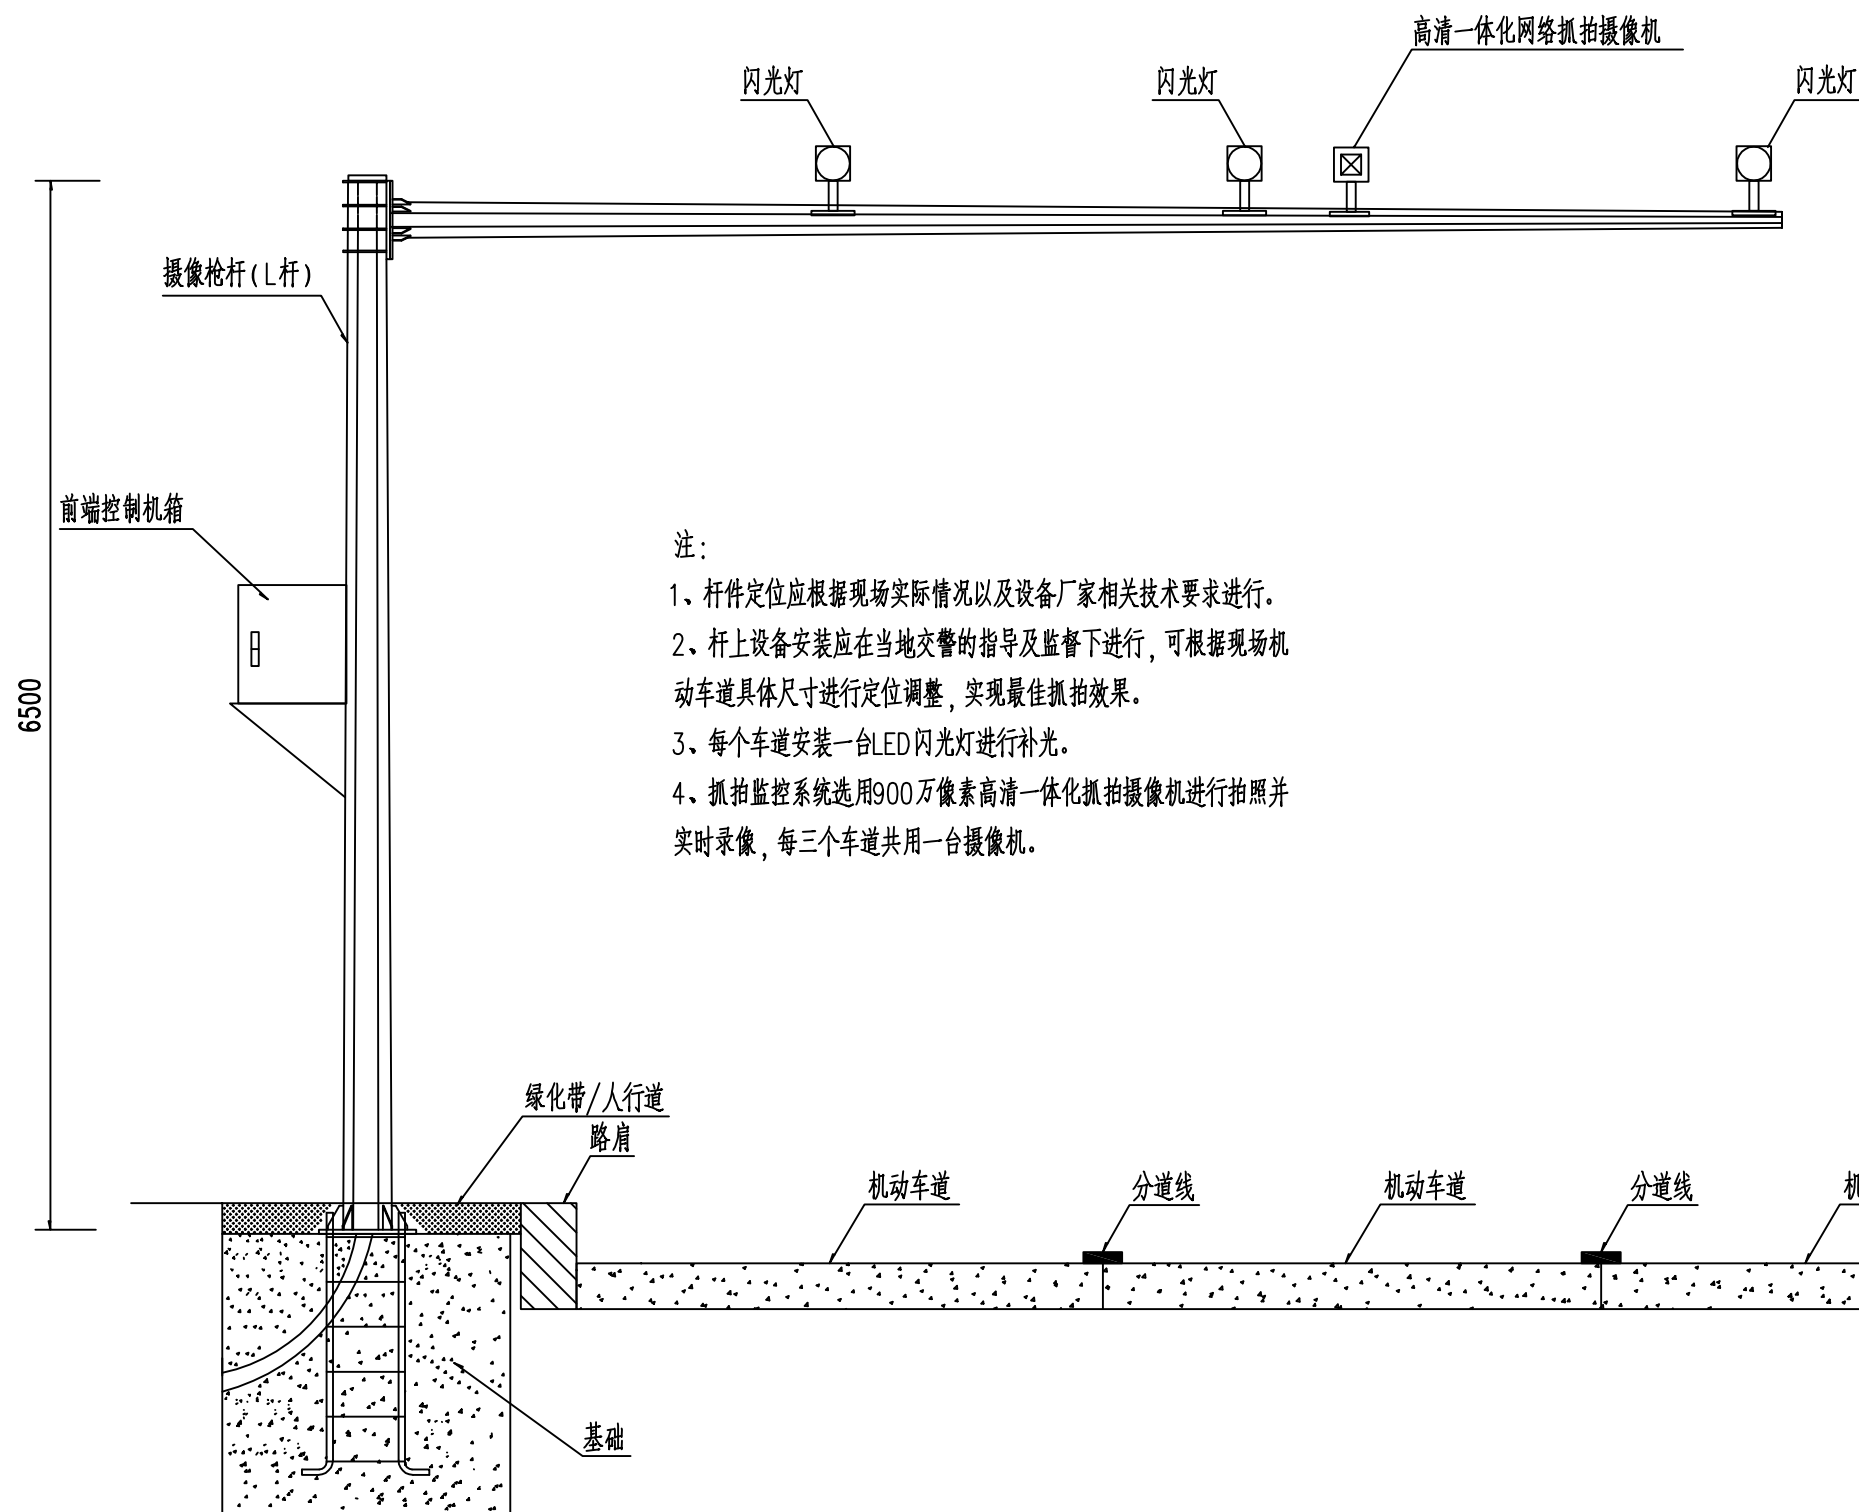 高清一体化网络抓拍摄像机
闪光灯
闪光灯
闪光灯
摄像枪杆(L杆)
前端控制机箱
6500
注:
1、杆件定位应根据现场实际情况以及设备厂家相关技术要求进行。
2、杆上设备安装应在当地交警的指导及监督下进行,可根据现场机
动车道具体尺寸进行定位调整,实现最佳抓拍效果。
3、每个车道安装一台LED闪光灯进行补光。
4、抓拍监控系统选用900万像素高清一体化抓拍摄像机进行拍照并
实时录像,每三个车道共用一台摄像机。
绿化带/人行道
路肩
机动车道
分道线
机动车道
分道线
基础